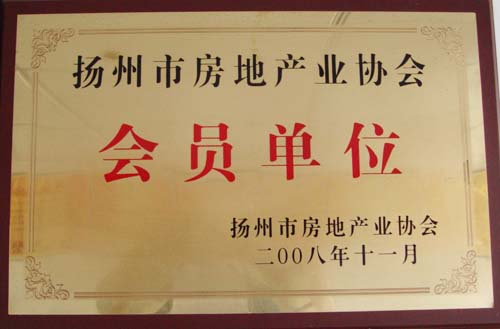 扬州市房地产业协会
会员单位
扬州市房地产业协会
二00八年十一月